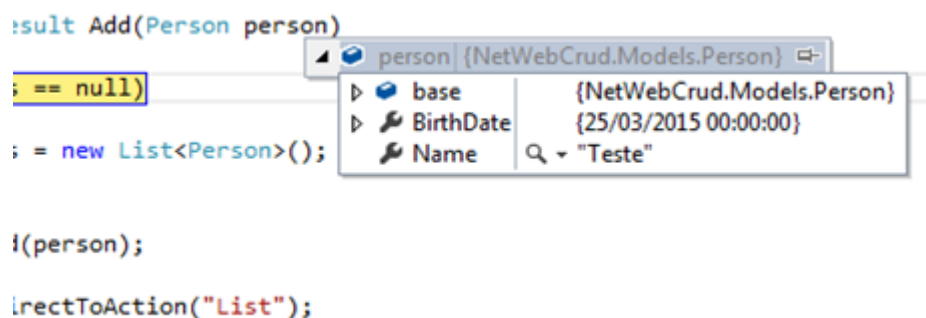 esult Add(Person person)
person {NetWebCrud.Models.Person}
s == null)
base {NetWebCrud.Models.Person}
BirthDate {25/03/2015 00:00:00}
s = new List<Person>();
Name "Teste"
d(person);
irectToAction("List");